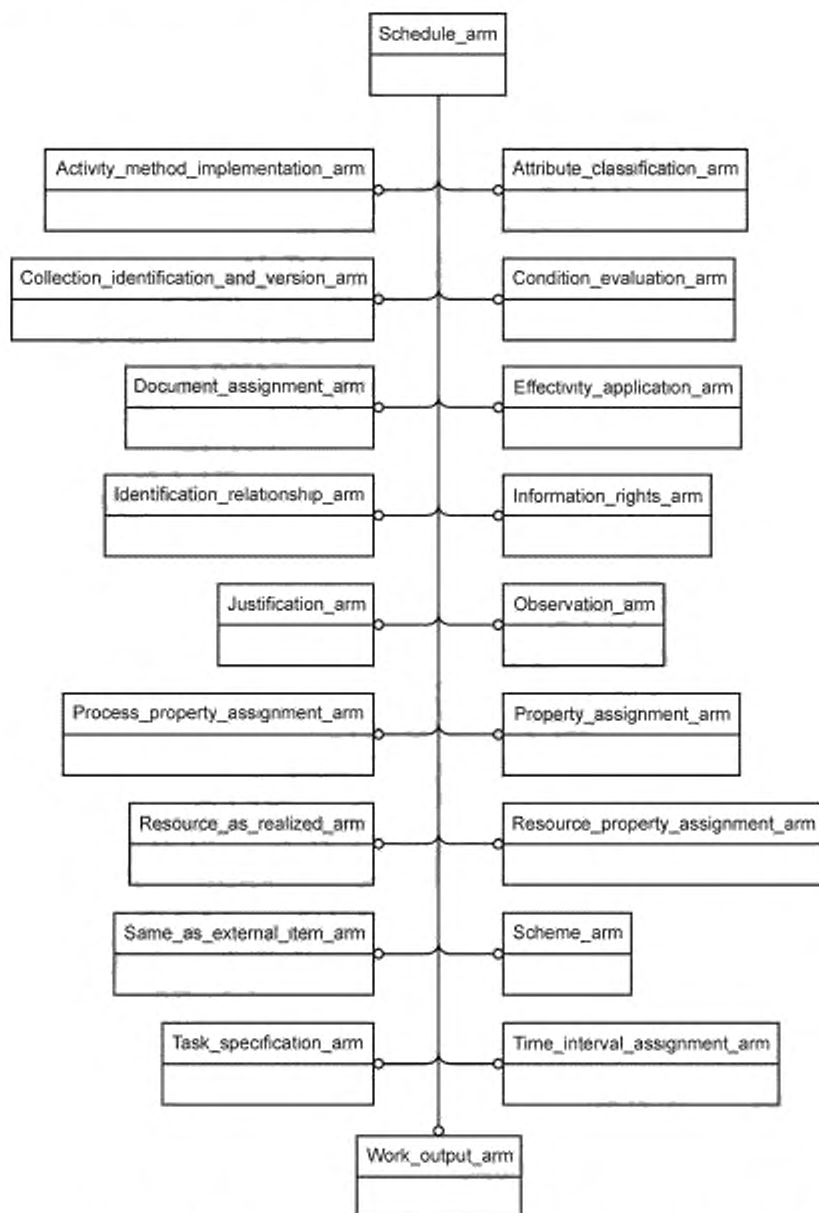 Schedule_arm
Activity_method_implementation_arm
Attribute_classification_arm
Collection_identification_and_version_arm
Condition_evaluation_arm
Document_assignment_arm
Effectivity_application_arm
Identification_relationship_arm
Information_rights_arm
Justification_arm
Observation_arm
Process_property_assignment_arm
Property_assignment_arm
Resource_as_realized_arm
Resource_property_assignment_arm
Same_as_external_item_arm
Scheme_arm
Task_specification_arm
Time_interval_assignment_arm
Work_output_arm